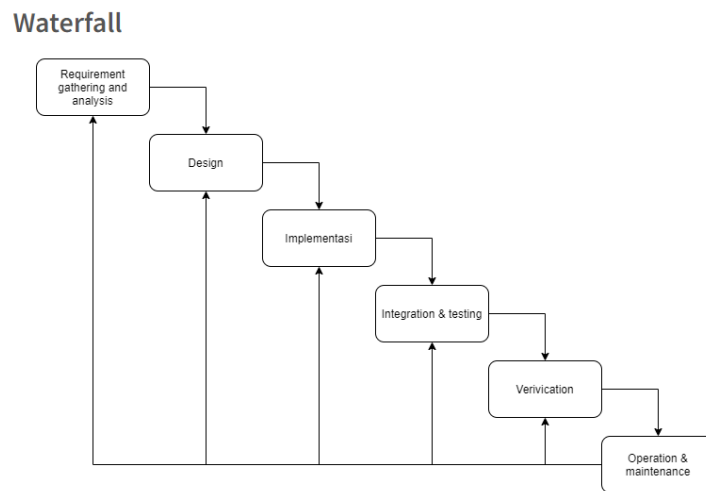 Waterfall
Requirement
gathering and
analysis
Design
Implementasi
Integration & testing
Verivication
Operation &
maintenance